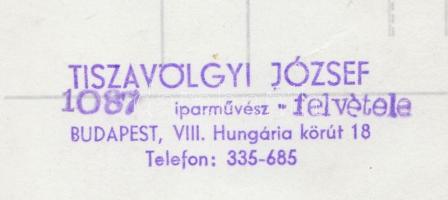 TISZAVÖLGYI JÓZSEF
1087 iparművész - felvétele
BUDAPEST, VIII. Hungária körút 18
Telefon: 335-685